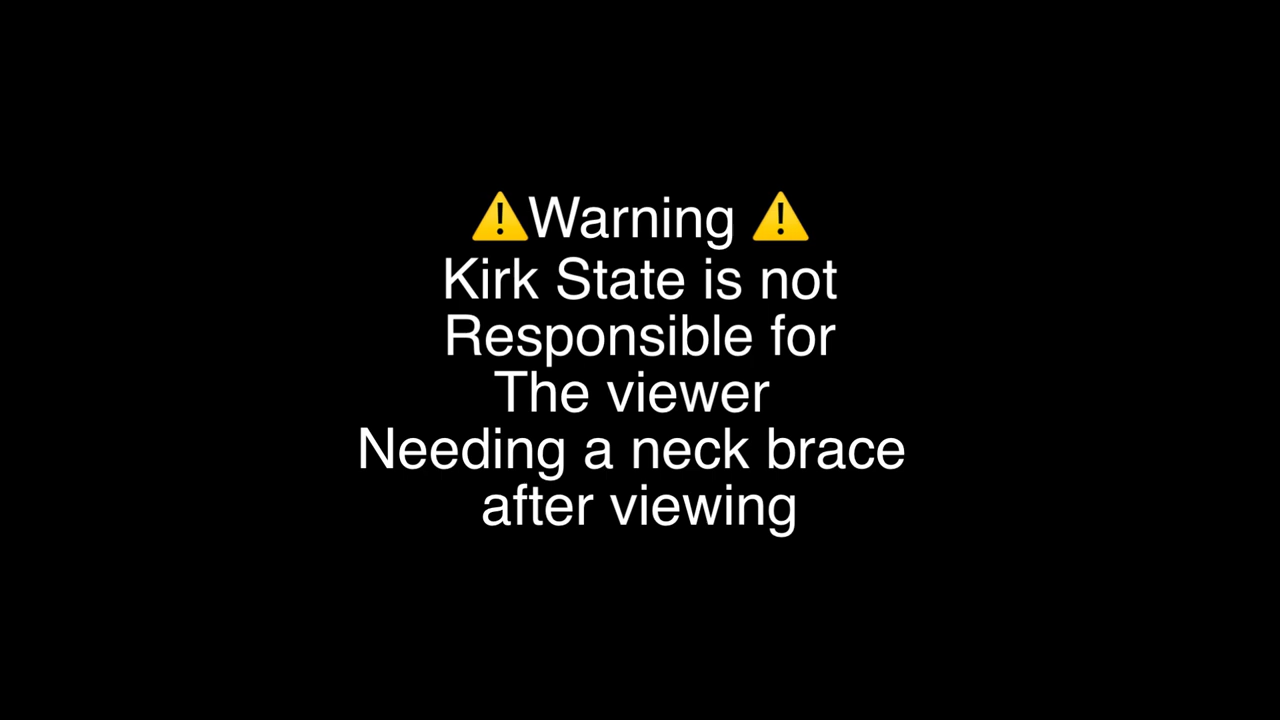 ⚠️Warning ⚠️
Kirk State is not
Responsible for
The viewer
Needing a neck brace
after viewing